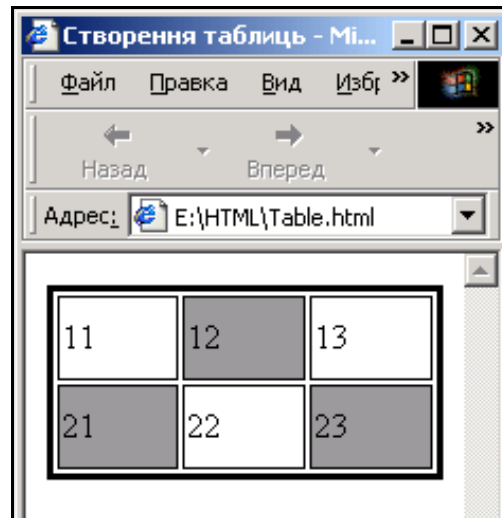 Створення таблиць - Mi...
Файл Правка Вид Избр »
Назад Вперед »
Адрес: E:\HTML\Table.html
11 12 13
21 22 23